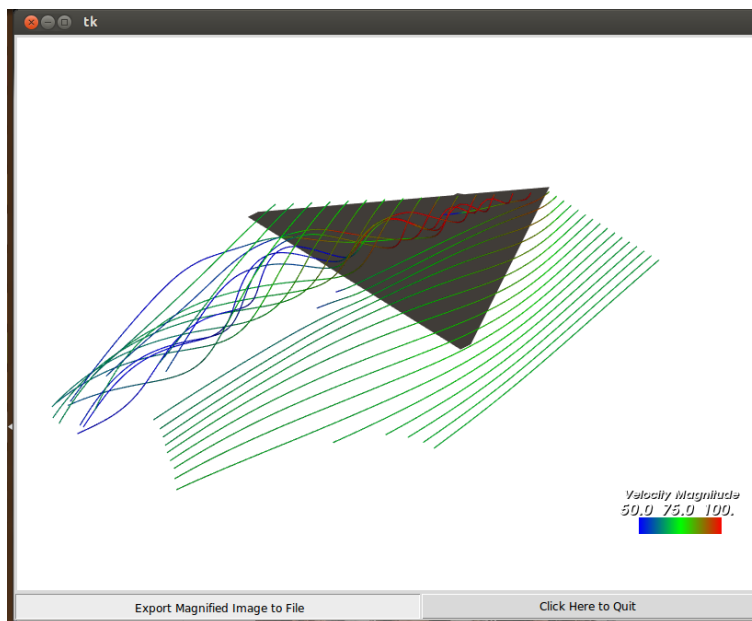 tk
Velocity Magnitude
50.0 75.0 100.
Export Magnified Image to File
Click Here to Quit